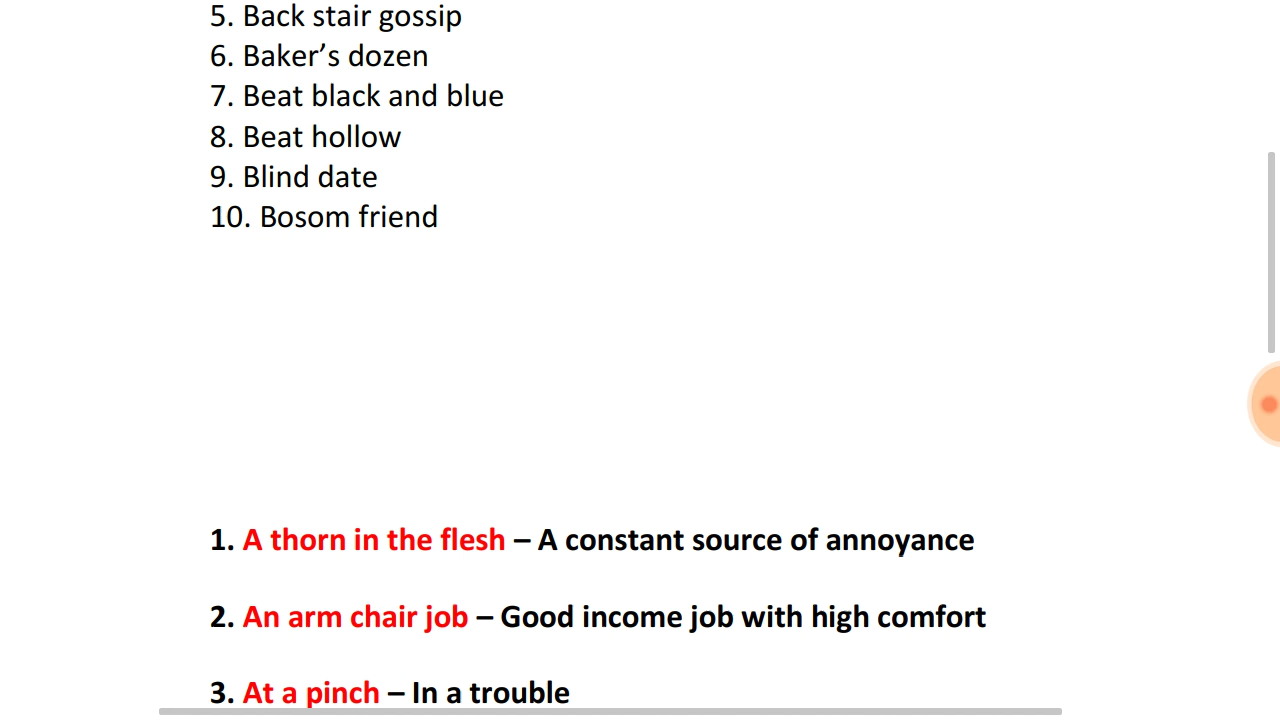 5. Back stair gossip
6. Baker’s dozen
7. Beat black and blue
8. Beat hollow
9. Blind date
10. Bosom friend
1. A thorn in the flesh – A constant source of annoyance
2. An arm chair job – Good income job with high comfort
3. At a pinch – In a trouble